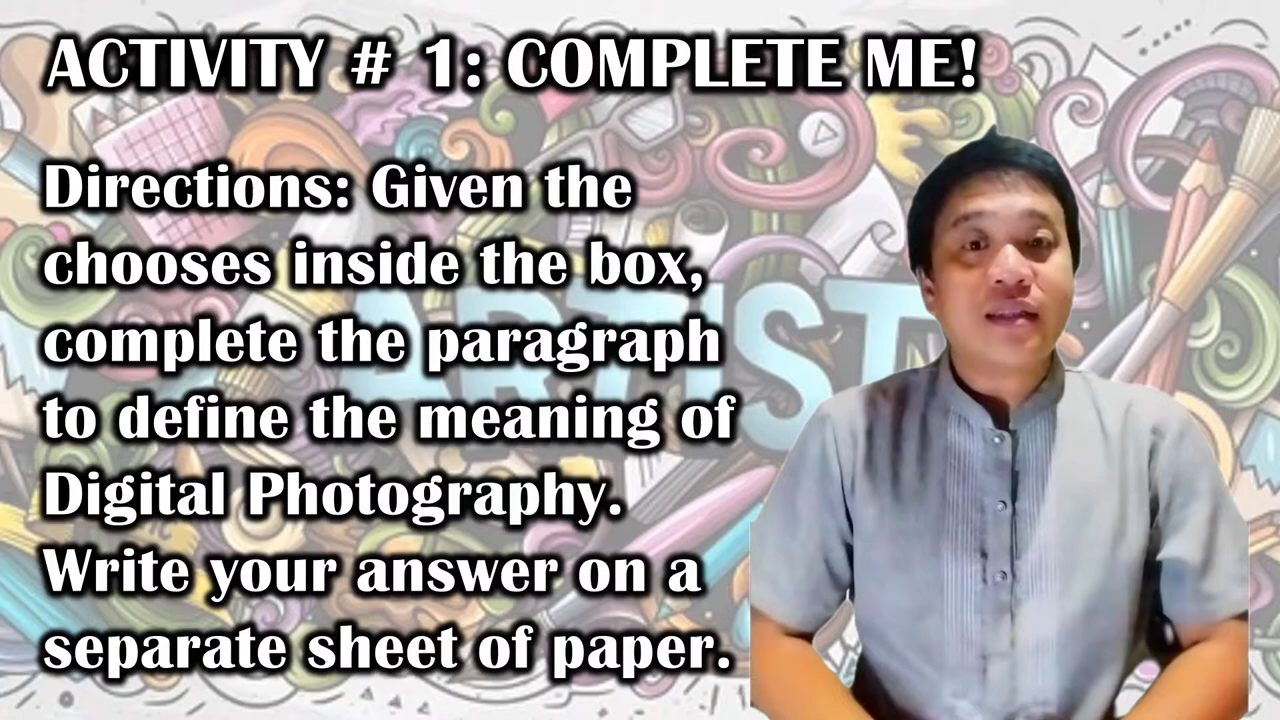 ACTIVITY # 1: COMPLETE ME!
Directions: Given the
chooses inside the box,
complete the paragraph
to define the meaning of
Digital Photography.
Write your answer on a
separate sheet of paper.
ARTIST